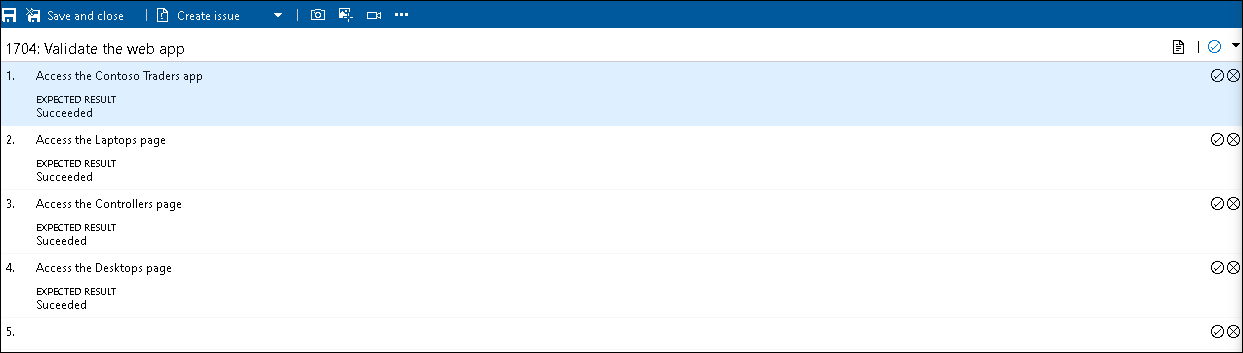 Save and close | Create issue | ...
1704: Validate the web app |
1. Access the Contoso Traders app
EXPECTED RESULT
Succeeded
2. Access the Laptops page
EXPECTED RESULT
Succeeded
3. Access the Controllers page
EXPECTED RESULT
Suceeded
4. Access the Desktops page
EXPECTED RESULT
Suceeded
5.